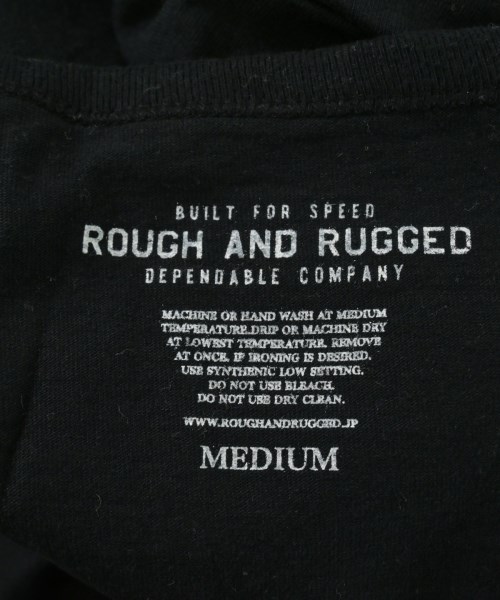 BUILT FOR SPEED
ROUGH AND RUGGED
DEPENDABLE COMPANY
MACHINE OR HAND WASH AT MEDIUM
TEMPERATURE.DRIP OR MACHINE DRY
AT LOWEST TEMPERATURE. REMOVE
AT ONCE. IF IRONING IS DESIRED.
USE SYNTHENIC LOW SETTING.
DO NOT USE BLEACH.
DO NOT USE DRY CLEAN.
WWW.ROUGHANDRUGGED.JP
MEDIUM